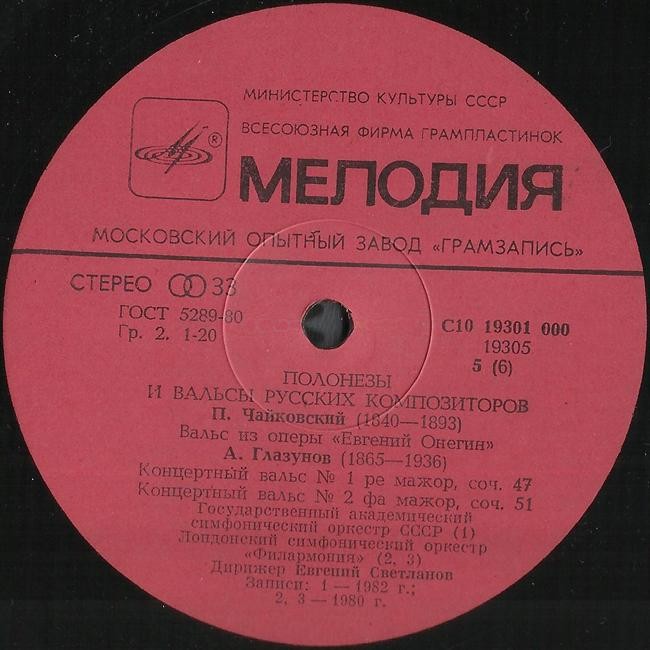 МИНИСТЕРСТВО КУЛЬТУРЫ СССР
ВСЕСОЮЗНАЯ ФИРМА ГРАМПЛАСТИНОК
®
МЕЛОДИЯ
МОСКОВСКИЙ ОПЫТНЫЙ ЗАВОД «ГРАМЗАПИСЬ»
СТЕРЕО 33
ГОСТ 5289-80
Гр. 2. 1-20
С10 19301 000
19305
5 (6)
ПОЛОНЕЗЫ
И ВАЛЬСЫ РУССКИХ КОМПОЗИТОРОВ
П. Чайковский (1840—1893)
Вальс из оперы «Евгений Онегин»
А. Глазунов (1865—1936)
Концертный вальс № 1 ре мажор, соч. 47
Концертный вальс № 2 фа мажор, соч. 51
Государственный академический
симфонический оркестр СССР (1)
Лондонский симфонический оркестр
«Филармония» (2, 3)
Дирижер Евгений Светланов
Записи: 1 — 1982 г.;
2, 3 — 1980 г.